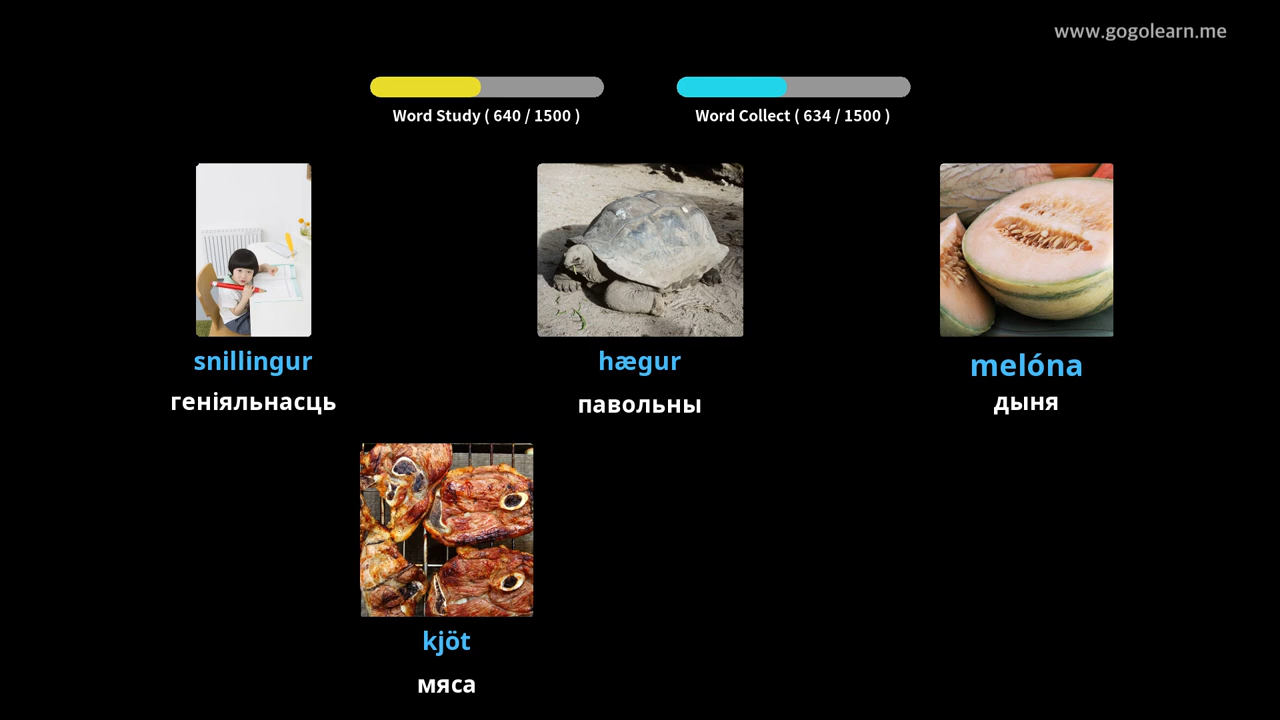 www.gogolearn.me
Word Study ( 640 / 1500 )
Word Collect ( 634 / 1500 )
snillingur
геніяльнасць
hægur
павольны
melóna
дыня
kjöt
мяса